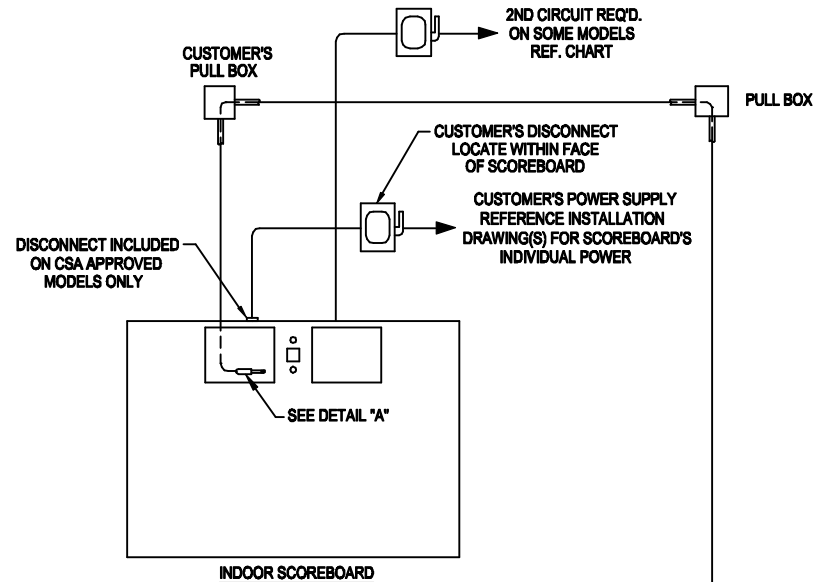 2ND CIRCUIT REQ'D.
ON SOME MODELS
REF. CHART
CUSTOMER'S
PULL BOX
PULL BOX
CUSTOMER'S DISCONNECT
LOCATE WITHIN FACE
OF SCOREBOARD
CUSTOMER'S POWER SUPPLY
REFERENCE INSTALLATION
DRAWING(S) FOR SCOREBOARD'S
INDIVIDUAL POWER
DISCONNECT INCLUDED
ON CSA APPROVED
MODELS ONLY
SEE DETAIL "A"
INDOOR SCOREBOARD